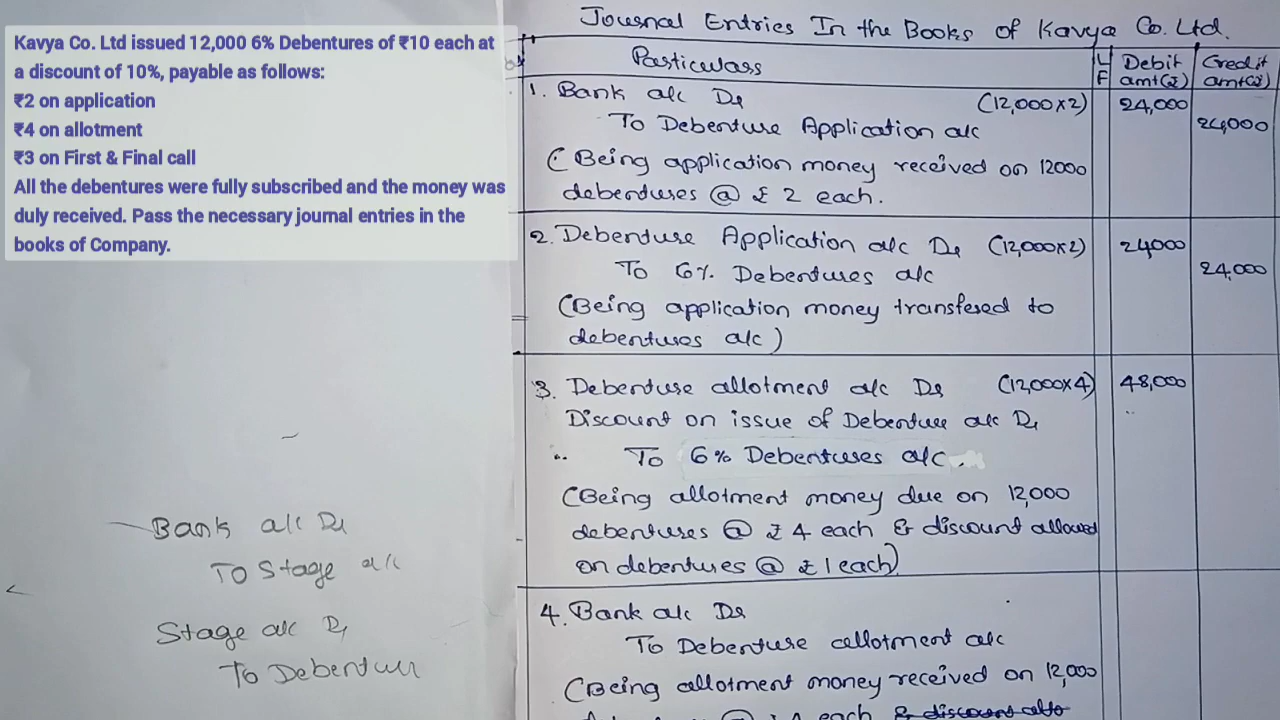 Kavya Co. Ltd issued 12,000 6% Debentures of ₹10 each at
a discount of 10%, payable as follows:
₹2 on application
₹4 on allotment
₹3 on First & Final call
All the debentures were fully subscribed and the money was
duly received. Pass the necessary journal entries in the
books of Company.
Bank a/c Dr
To Stage a/c
Stage a/c Dr
To Debentur
Journal Entries In the Books of Kavya Co. Ltd.
Particulars L F Debit amt(₹) Credit amt(₹)
1. Bank a/c Dr (12,000×2) 24,000
To Debenture Application a/c 24,000
(Being application money received on 12000
debentures @ ₹ 2 each.
2. Debenture Application a/c Dr (12,000×2) 24,000
To 6% Debentures a/c 24,000
(Being application money transfered to
debentures a/c)
3. Debenture allotment a/c Dr (12,000×4) 48,000
Discount on issue of Debenture a/c Dr
To 6% Debentures a/c.
(Being allotment money due on 12,000
debentures @ ₹ 4 each & discount allowed
on debentures @ ₹1 each)
4. Bank a/c Dr
To Debenture allotment a/c
(Being allotment money received on 12,000
4 each & discount allo